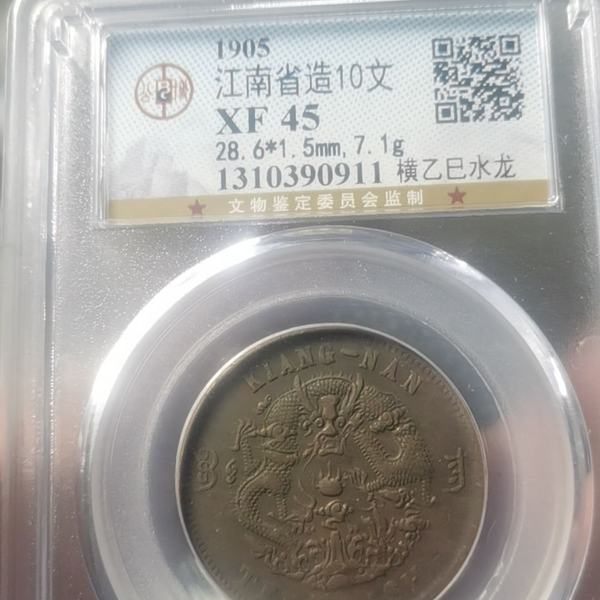 1905
江南省造10文
XF 45
28.6*1.5mm,7.1g
1310390911 横乙巳水龙
文物鉴定委员会监制
KIANG-NAN